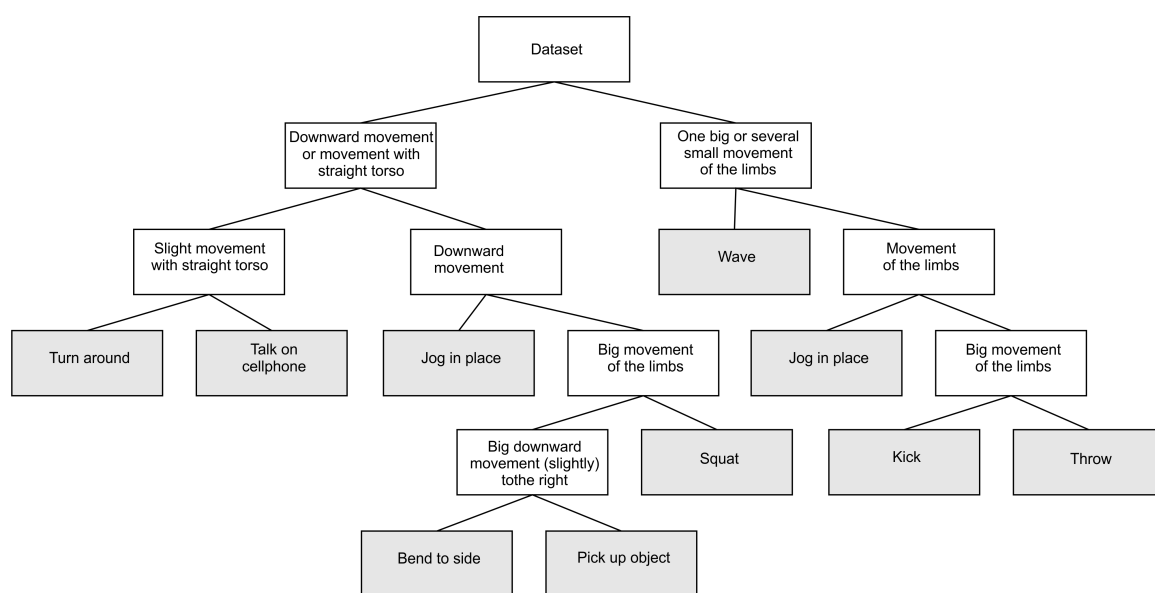 Dataset
Downward movement
or movement with
straight torso
One big or several
small movement
of the limbs
Slight movement
with straight torso
Downward
movement
Wave
Movement
of the limbs
Turn around
Talk on
cellphone
Jog in place
Big movement
of the limbs
Jog in place
Big movement
of the limbs
Big downward
movement (slightly)
tothe right
Squat
Kick
Throw
Bend to side
Pick up object